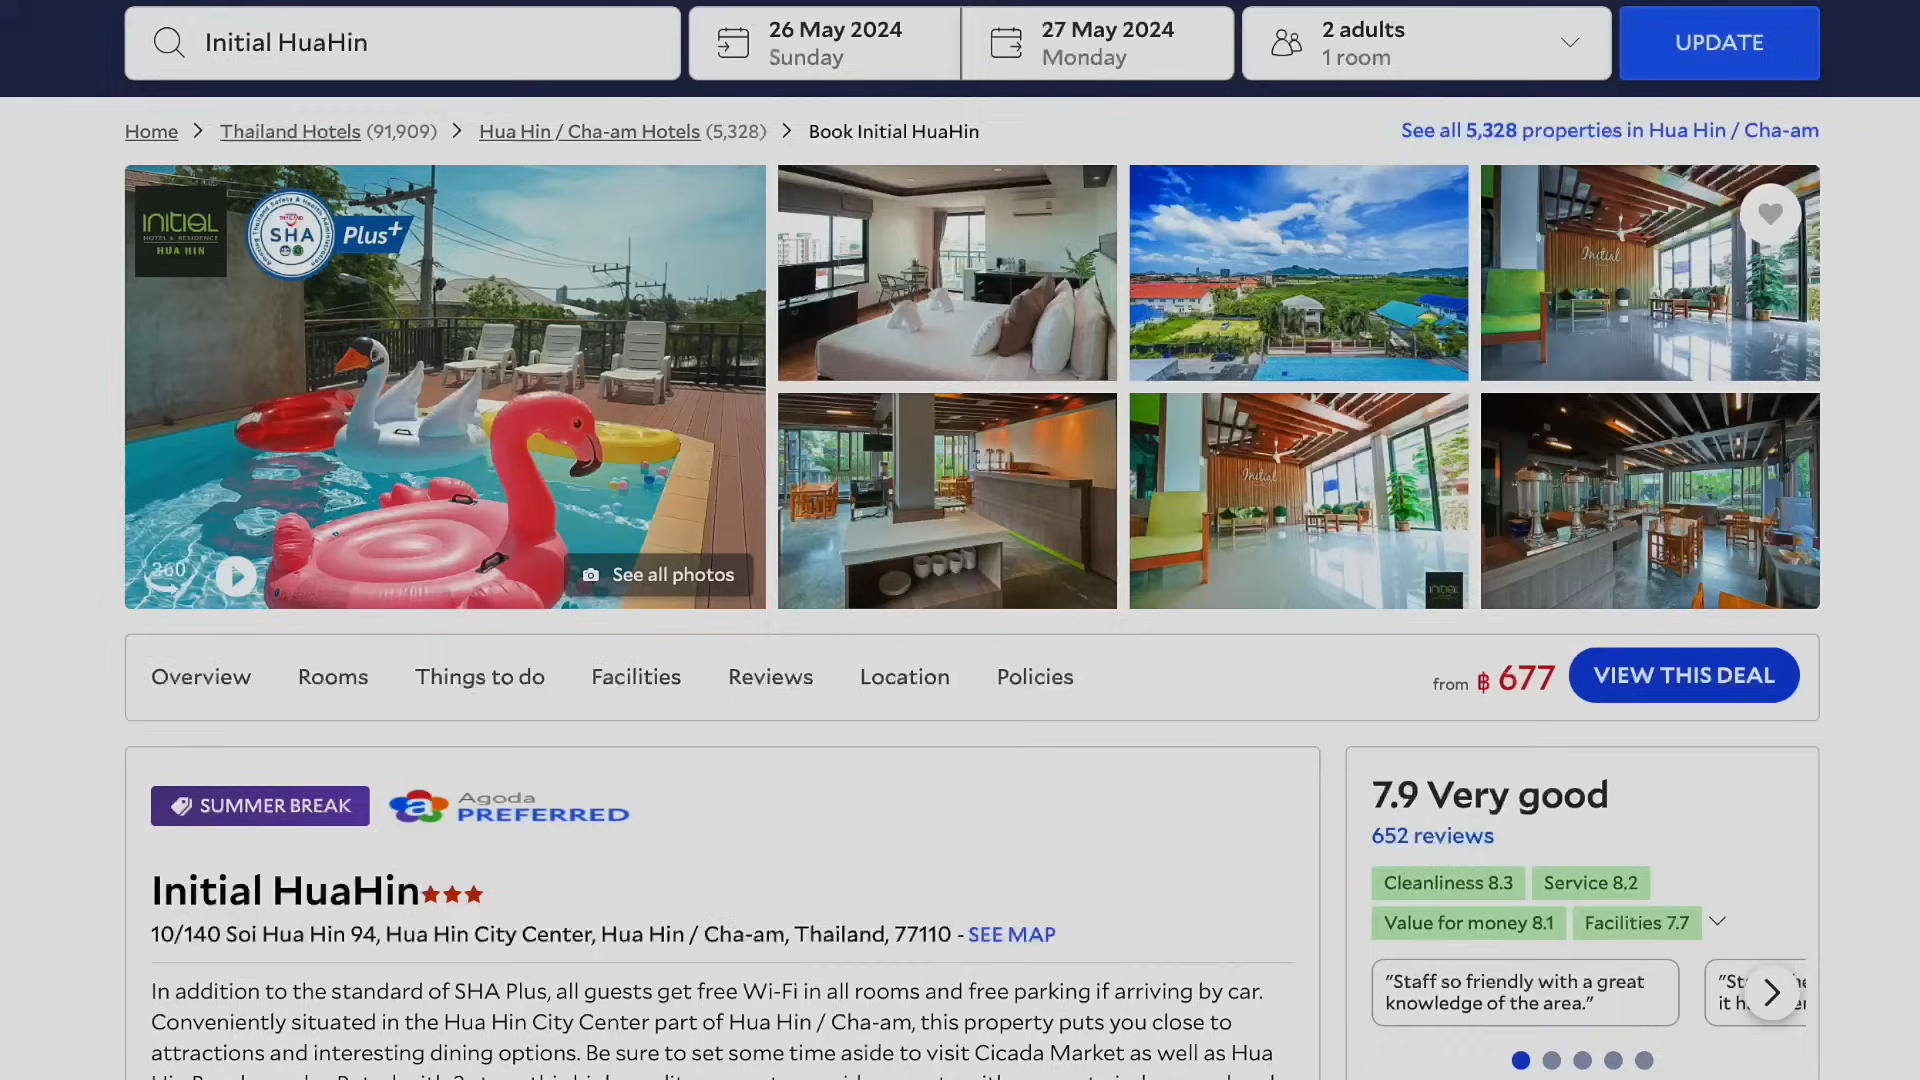 Initial HuaHin
26 May 2024
Sunday
27 May 2024
Monday
2 adults
1 room
UPDATE
Home > Thailand Hotels (91,909) > Hua Hin / Cha-am Hotels (5,328) > Book Initial HuaHin
See all 5,328 properties in Hua Hin / Cha-am
INITIAL
HOTEL & RESIDENCE
HUA HIN
SHA
Plus+
Initial
Initial
INITIAL
360
See all photos
Overview
Rooms
Things to do
Facilities
Reviews
Location
Policies
from ฿ 677
VIEW THIS DEAL
SUMMER BREAK
Agoda
PREFERRED
Initial HuaHin
10/140 Soi Hua Hin 94, Hua Hin City Center, Hua Hin / Cha-am, Thailand, 77110 - SEE MAP
In addition to the standard of SHA Plus, all guests get free Wi-Fi in all rooms and free parking if arriving by car.
Conveniently situated in the Hua Hin City Center part of Hua Hin / Cha-am, this property puts you close to
attractions and interesting dining options. Be sure to set some time aside to visit Cicada Market as well as Hua
7.9 Very good
652 reviews
Cleanliness 8.3
Service 8.2
Value for money 8.1
Facilities 7.7
"Staff so friendly with a great
knowledge of the area."